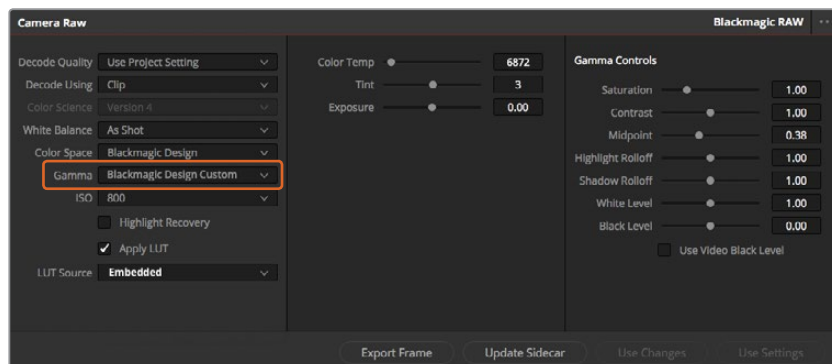 Camera Raw
Blackmagic RAW
Decode Quality Use Project Setting
Decode Using Clip
Color Science Version 4
White Balance As Shot
Color Space Blackmagic Design
Gamma Blackmagic Design Custom
ISO 800
Highlight Recovery
Apply LUT
LUT Source Embedded
Color Temp 6872
Tint 3
Exposure 0.00
Gamma Controls
Saturation 1.00
Contrast 1.00
Midpoint 0.38
Highlight Rolloff 1.00
Shadow Rolloff 1.00
White Level 1.00
Black Level 0.00
Use Video Black Level
Export Frame
Update Sidecar
Use Changes
Use Settings